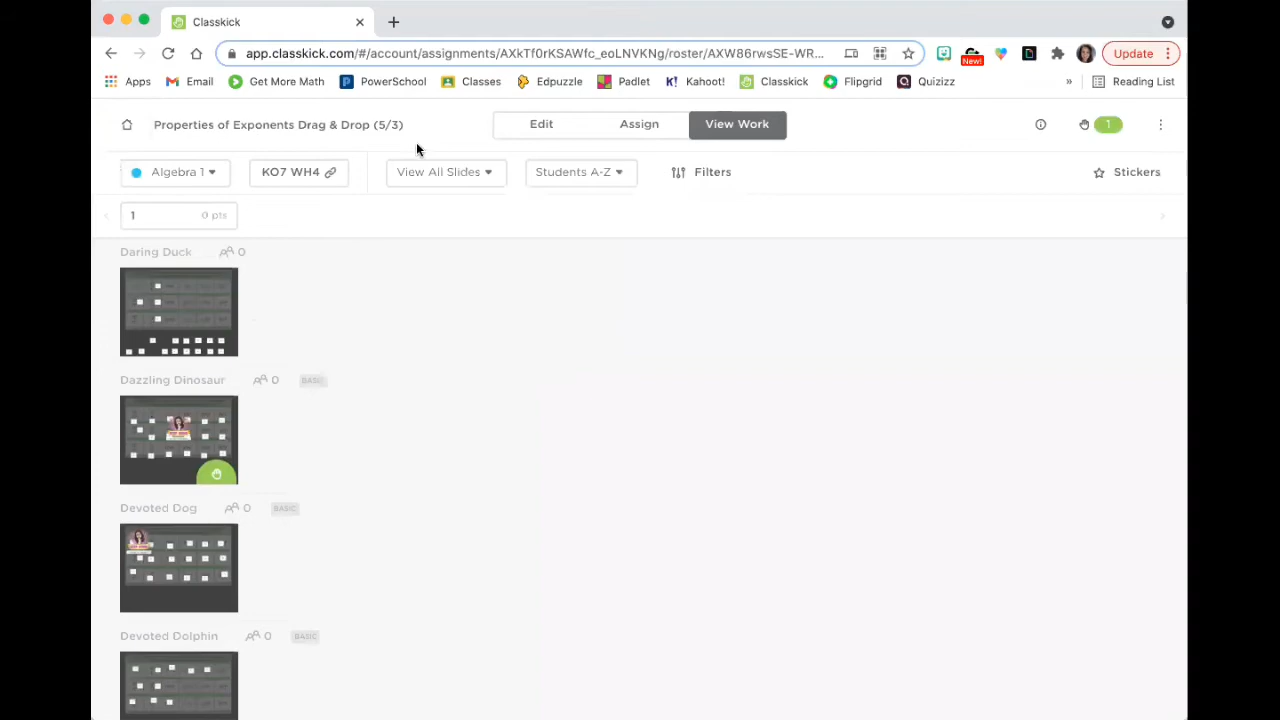 Classkick
app.classkick.com/#/account/assignments/AXkTf0rKSAWfc_eoLNVKNg/roster/AXW86rwsSE-WR...
New!
Update
Apps Email Get More Math PowerSchool Classes Edpuzzle Padlet K! Kahoot! Classkick Flipgrid Quizizz » Reading List
Properties of Exponents Drag & Drop (5/3) Edit Assign View Work 1
Algebra 1 KO7 WH4 View All Slides Students A-Z Filters Stickers
1 0 pts
Daring Duck 0
Dazzling Dinosaur 0 BASIC
Devoted Dog 0 BASIC
Devoted Dolphin 0 BASIC